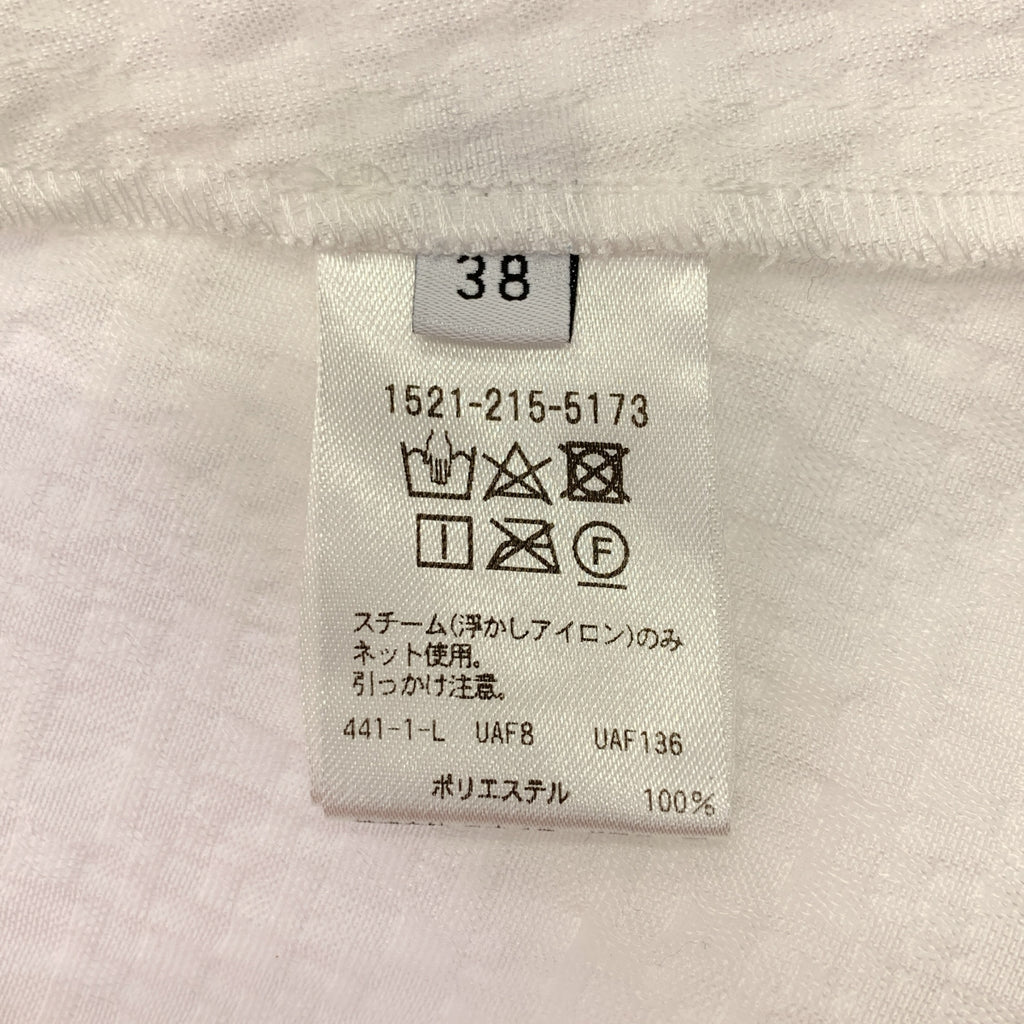 38
1521-215-5173
F
スチーム(浮かしアイロン)のみ
ネット使用。
引っかけ注意。
441-1-L UAF8 UAF136
ポリエステル 100%